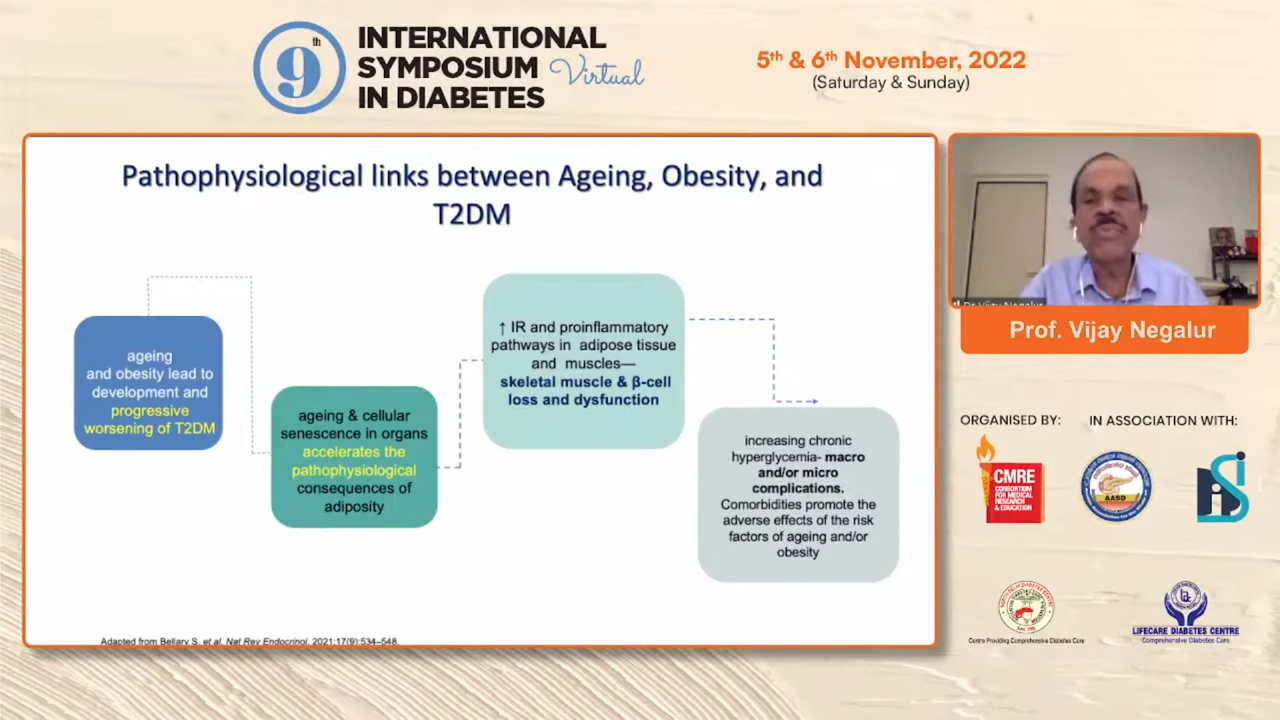 9th
INTERNATIONAL
SYMPOSIUM Virtual
IN DIABETES
5th & 6th November, 2022
(Saturday & Sunday)
Pathophysiological links between Ageing, Obesity, and
T2DM
ageing
and obesity lead to
development and
progressive
worsening of T2DM
ageing & cellular
senescence in organs
accelerates the
pathophysiological
consequences of
adiposity
↑ IR and proinflammatory
pathways in adipose tissue
and muscles—
skeletal muscle & β-cell
loss and dysfunction
increasing chronic
hyperglycemia- macro
and/or micro
complications.
Comorbidities promote the
adverse effects of the risk
factors of ageing and/or
obesity
Adapted from Bellary S, et al. Nat Rev Endocrinol. 2021;17(9):534–548.
Dr Vijay Negalur
Prof. Vijay Negalur
ORGANISED BY:
IN ASSOCIATION WITH:
CMRE
CONSORTIUM
FOR MEDICAL
RESEARCH
& EDUCATION
AASD
Centre Providing Comprehensive Diabetes Care
LIFECARE DIABETES CENTRE
Comprehensive Diabetes Care